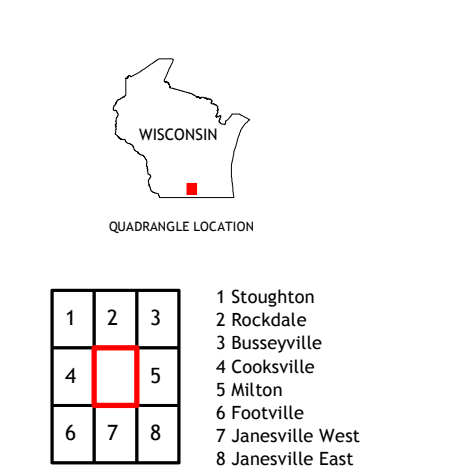 WISCONSIN
QUADRANGLE LOCATION
1 2 3
4 5
6 7 8
1 Stoughton
2 Rockdale
3 Busseyville
4 Cooksville
5 Milton
6 Footville
7 Janesville West
8 Janesville East